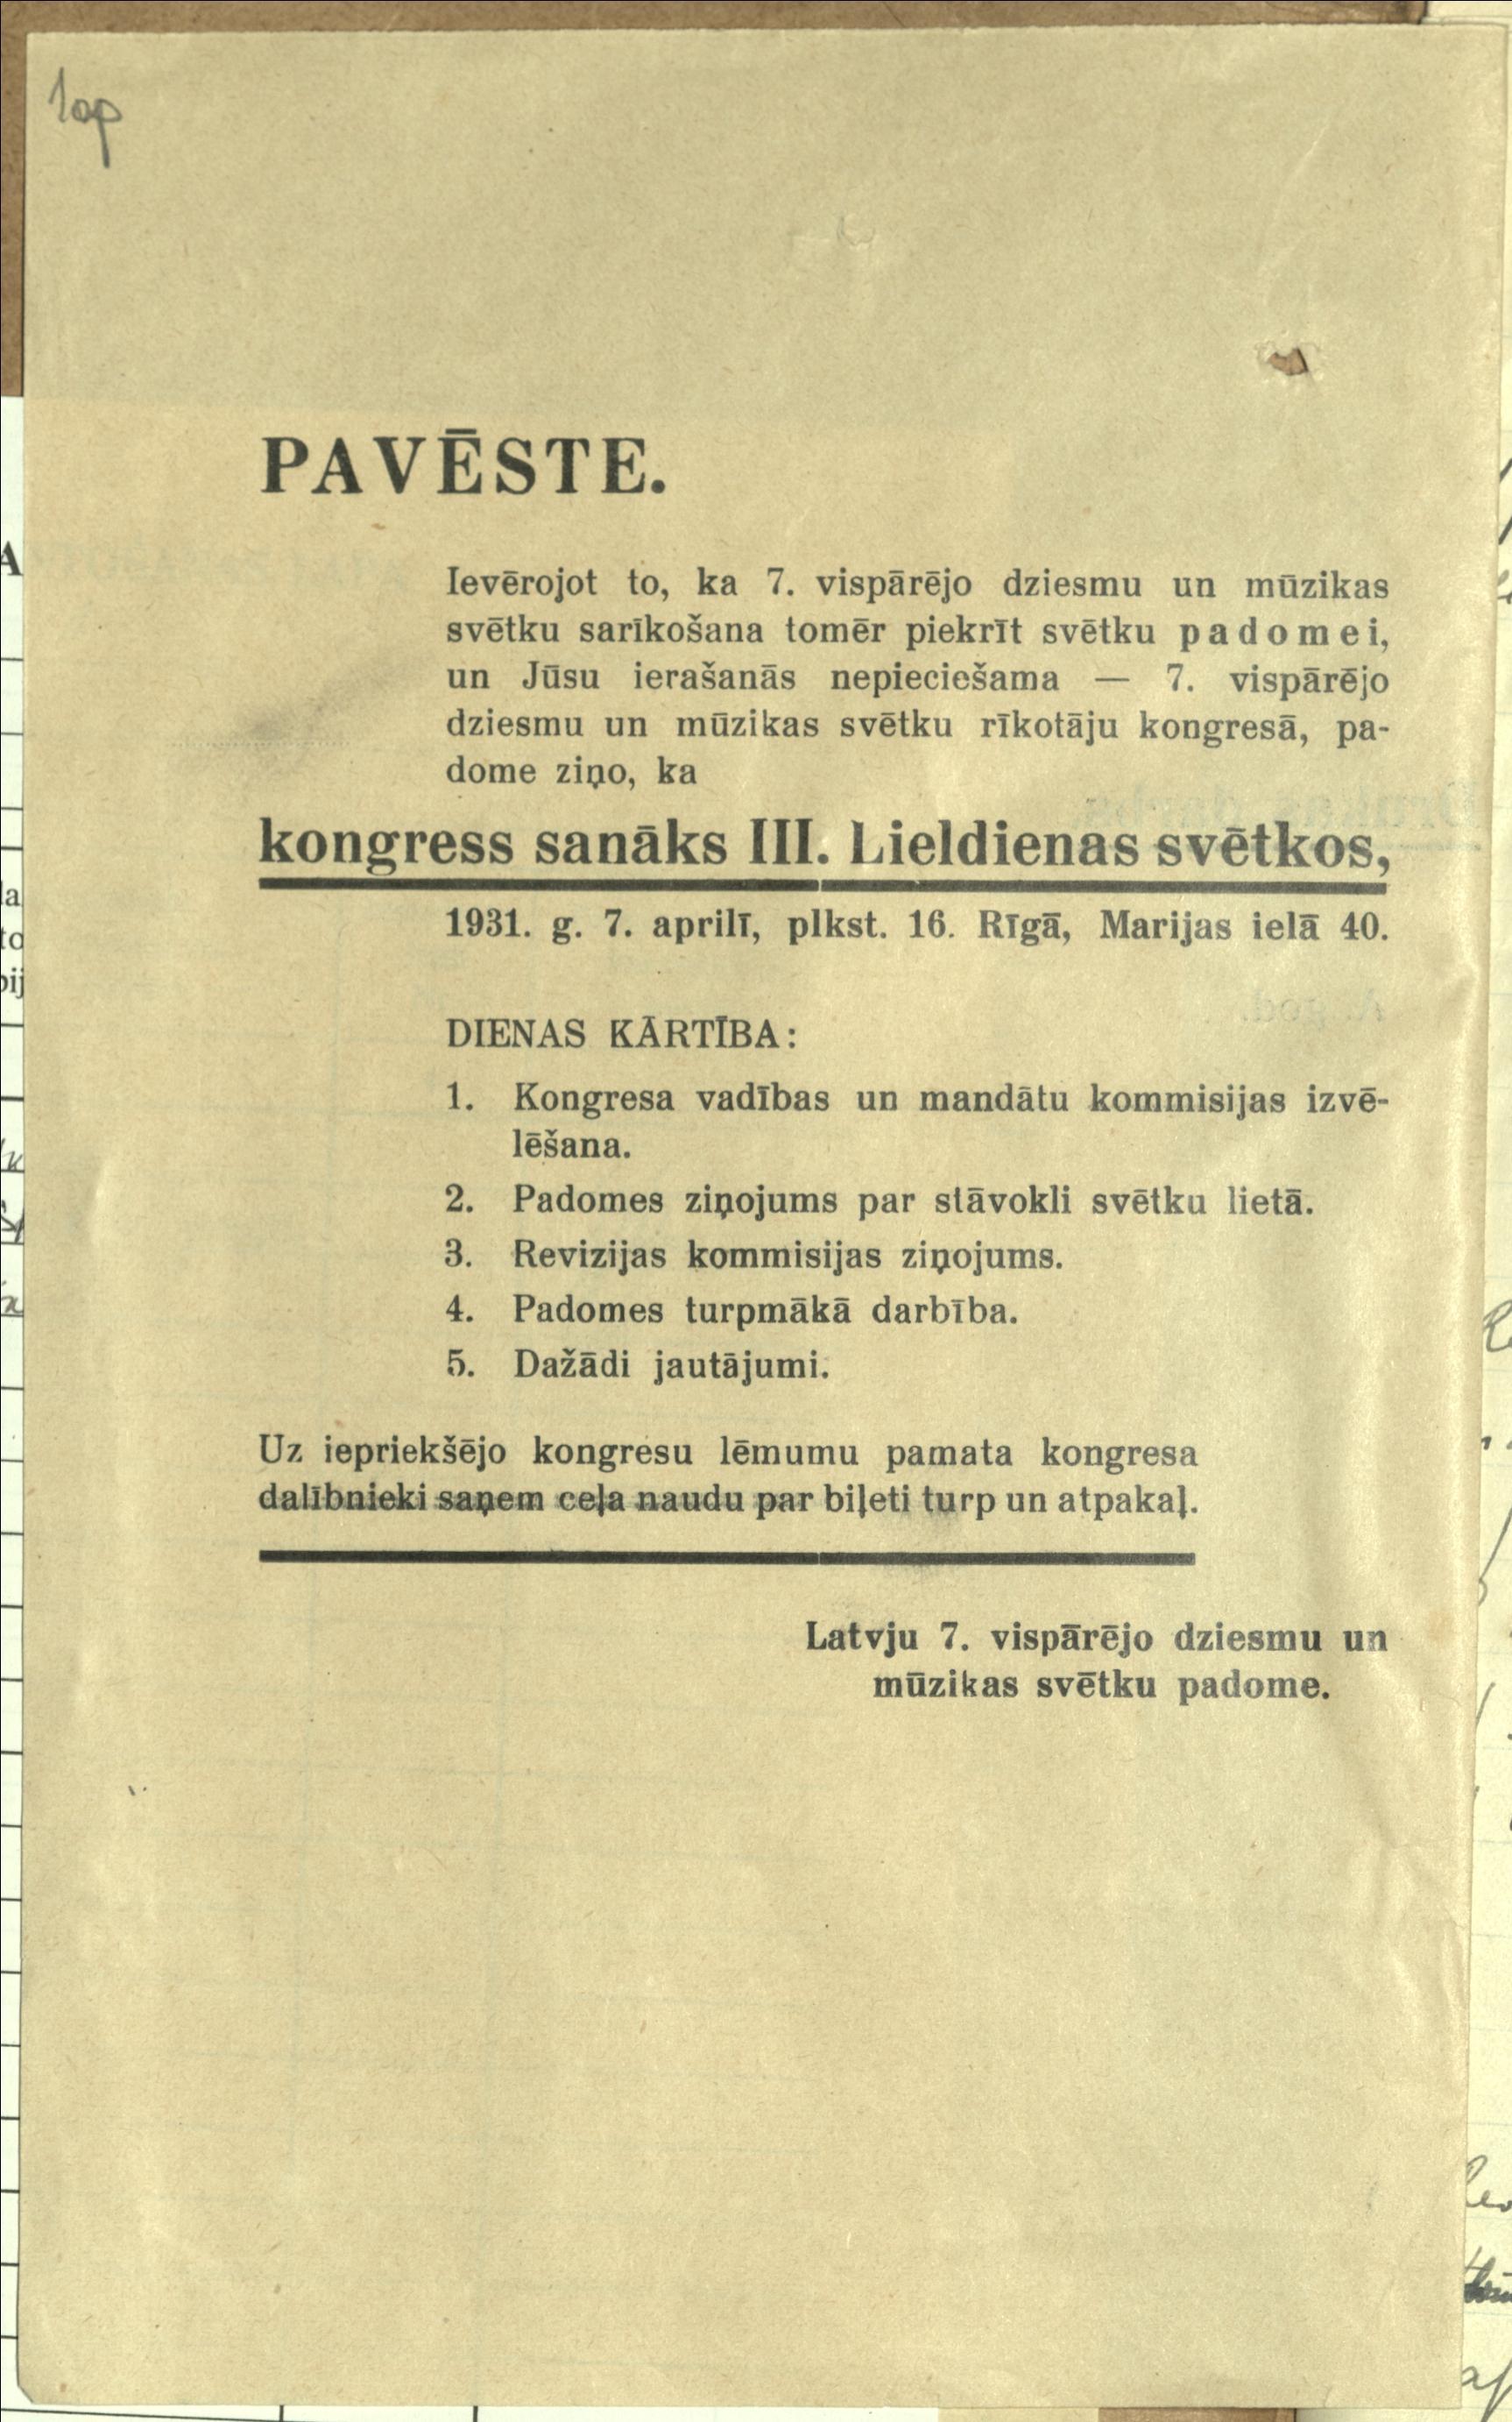 lap
PAVĒSTE.
Ievērojot to, ka 7. vispārējo dziesmu un mūzikas
svētku sarīkošana tomēr piekrīt svētku padomei,
un Jūsu ierašanās nepieciešama — 7. vispārējo
dziesmu un mūzikas svētku rīkotāju kongresā, pa-
dome ziņo, ka
kongress sanāks III. Lieldienas svētkos,
1931. g. 7. aprilī, plkst. 16. Rīgā, Marijas ielā 40.
DIENAS KĀRTĪBA:
1. Kongresa vadības un mandātu kommisijas izvē-
lēšana.
2. Padomes ziņojums par stāvokli svētku lietā.
3. Revizijas kommisijas ziņojums.
4. Padomes turpmākā darbība.
5. Dažādi jautājumi.
Uz iepriekšējo kongresu lēmumu pamata kongresa
dalībnieki saņem ceļa naudu par biļeti turp un atpakaļ.
Latvju 7. vispārējo dziesmu un
mūzikas svētku padome.